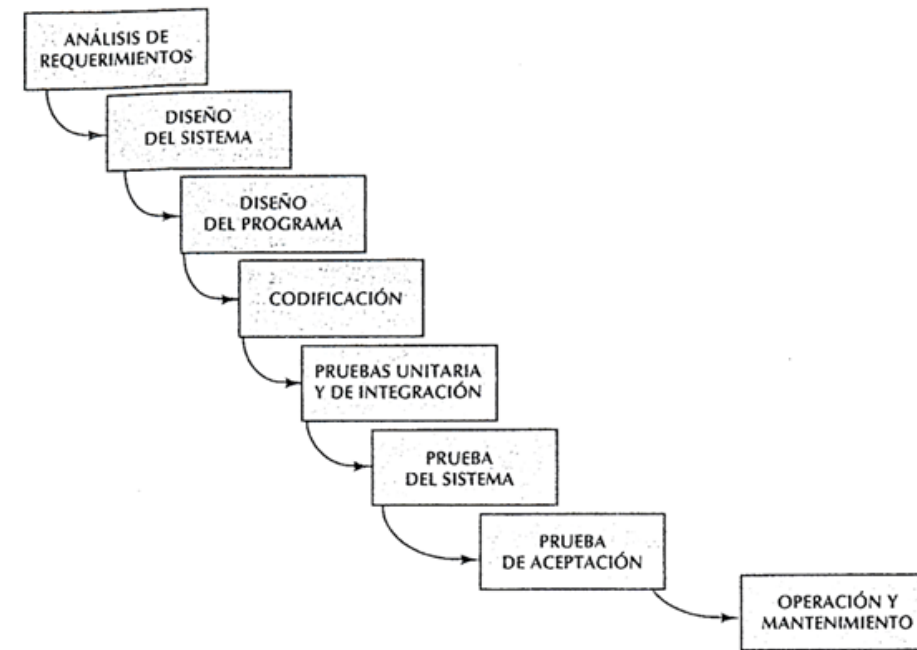 ANÁLISIS DE
REQUERIMIENTOS
DISEÑO
DEL SISTEMA
DISEÑO
DEL PROGRAMA
CODIFICACIÓN
PRUEBAS UNITARIA
Y DE INTEGRACIÓN
PRUEBA
DEL SISTEMA
PRUEBA
DE ACEPTACIÓN
OPERACIÓN Y
MANTENIMIENTO